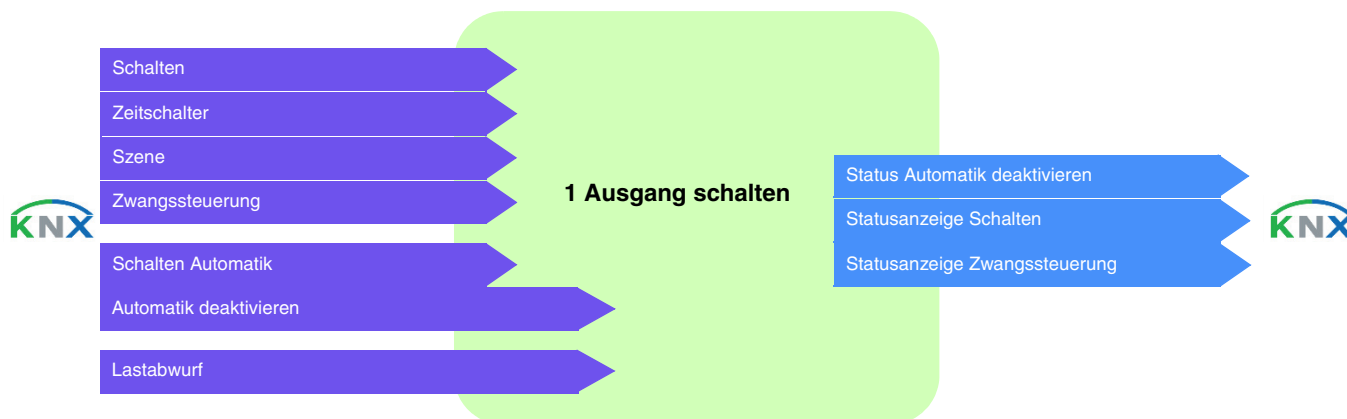 Schalten
Zeitschalter
Szene
Zwangssteuerung
KNX
Schalten Automatik
Automatik deaktivieren
Lastabwurf
1 Ausgang schalten
Status Automatik deaktivieren
Statusanzeige Schalten
Statusanzeige Zwangssteuerung
KNX